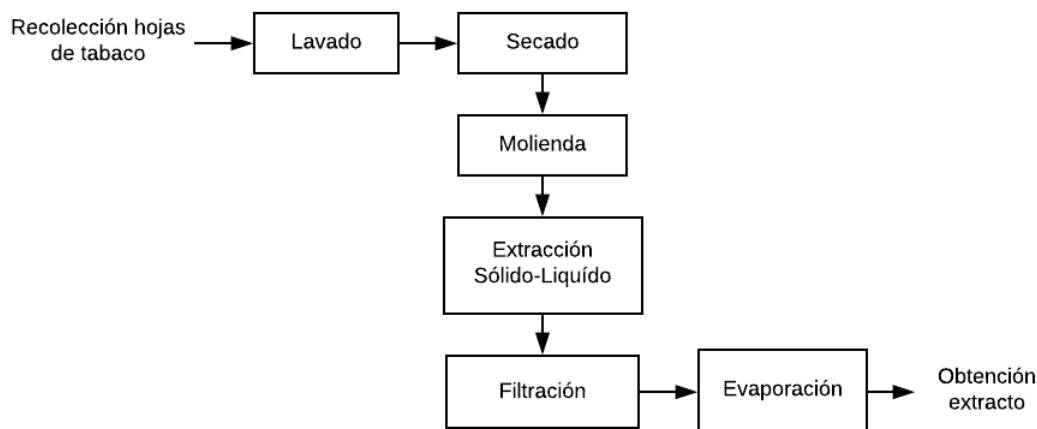 Recolección hojas
de tabaco
Lavado
Secado
Molienda
Extracción
Sólido-Liquído
Filtración
Evaporación
Obtención
extracto